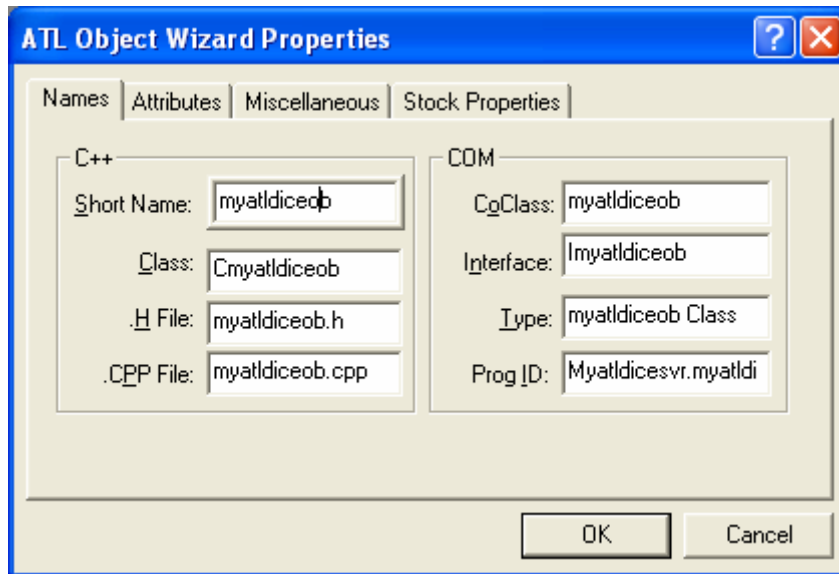 ATL Object Wizard Properties
Names Attributes Miscellaneous Stock Properties
C++
Short Name: myatldiceob
Class: Cmyatldiceob
.H File: myatldiceob.h
.CPP File: myatldiceob.cpp
COM
CoClass: myatldiceob
Interface: Imyatldiceob
Type: myatldiceob Class
Prog ID: Myatldicesvr.myatldi
OK Cancel